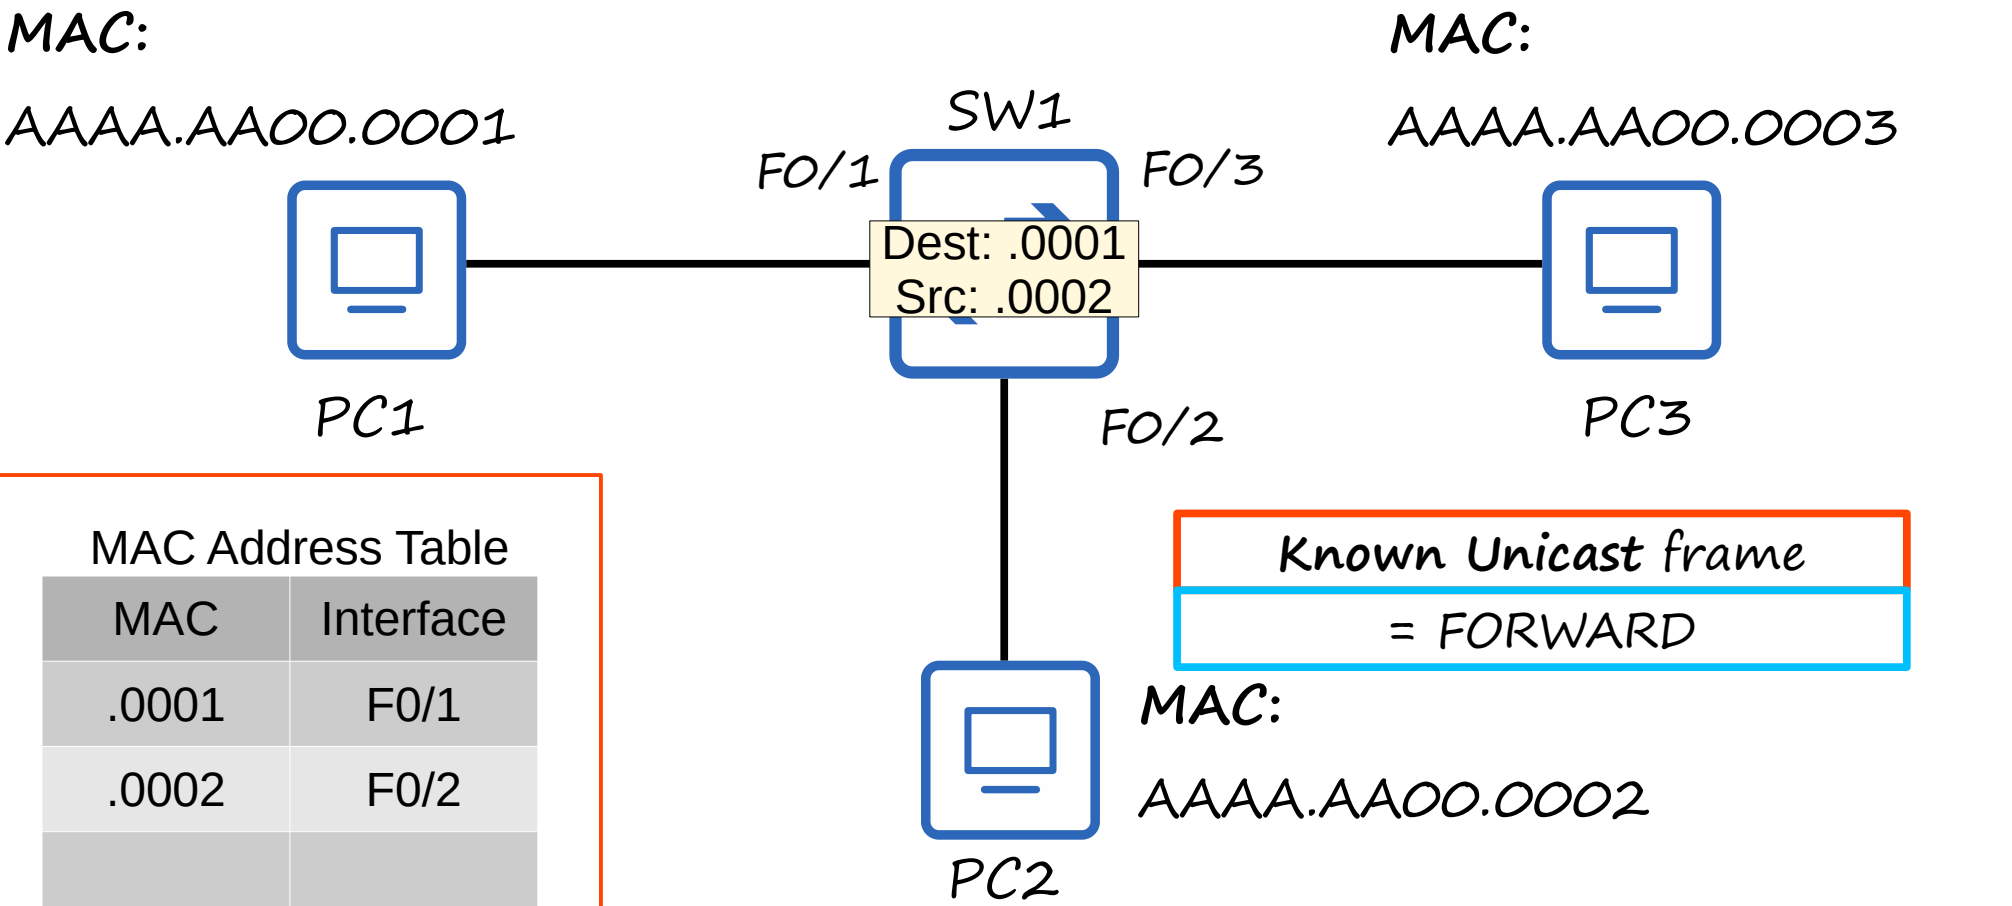 MAC:
AAAA.AA00.0001
MAC:
AAAA.AA00.0003
SW1
F0/1
F0/3
Dest: .0001
Src: .0002
PC1
PC3
F0/2
MAC Address Table
MAC Interface
.0001 F0/1
.0002 F0/2
Known Unicast frame
= FORWARD
MAC:
AAAA.AA00.0002
PC2